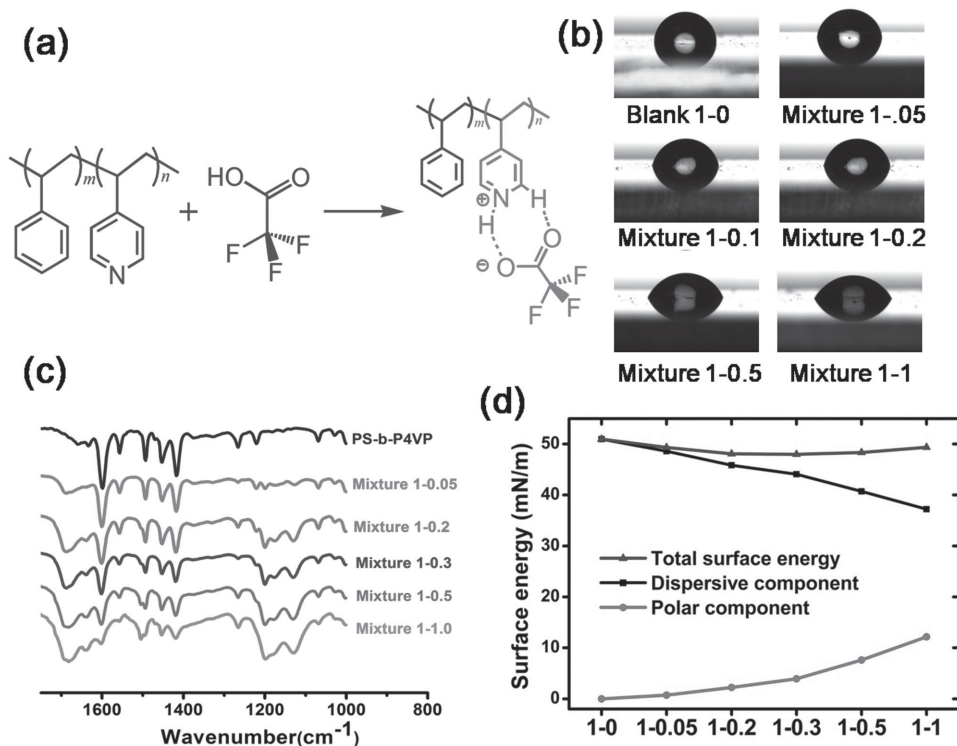 (a)
m
n
+
HO
O
F
F
F
N
m
n
N
⊕
H
H
O
O
⊖
F
F
F
(b)
Blank 1-0
Mixture 1-.05
Mixture 1-0.1
Mixture 1-0.2
Mixture 1-0.5
Mixture 1-1
(c)
PS-b-P4VP
Mixture 1-0.05
Mixture 1-0.2
Mixture 1-0.3
Mixture 1-0.5
Mixture 1-1.0
1600 1400 1200 1000 800
Wavenumber(cm-1)
(d)
Surface energy (mN/m)
50
40
30
20
10
0
Total surface energy
Dispersive component
Polar component
1-0 1-0.05 1-0.2 1-0.3 1-0.5 1-1